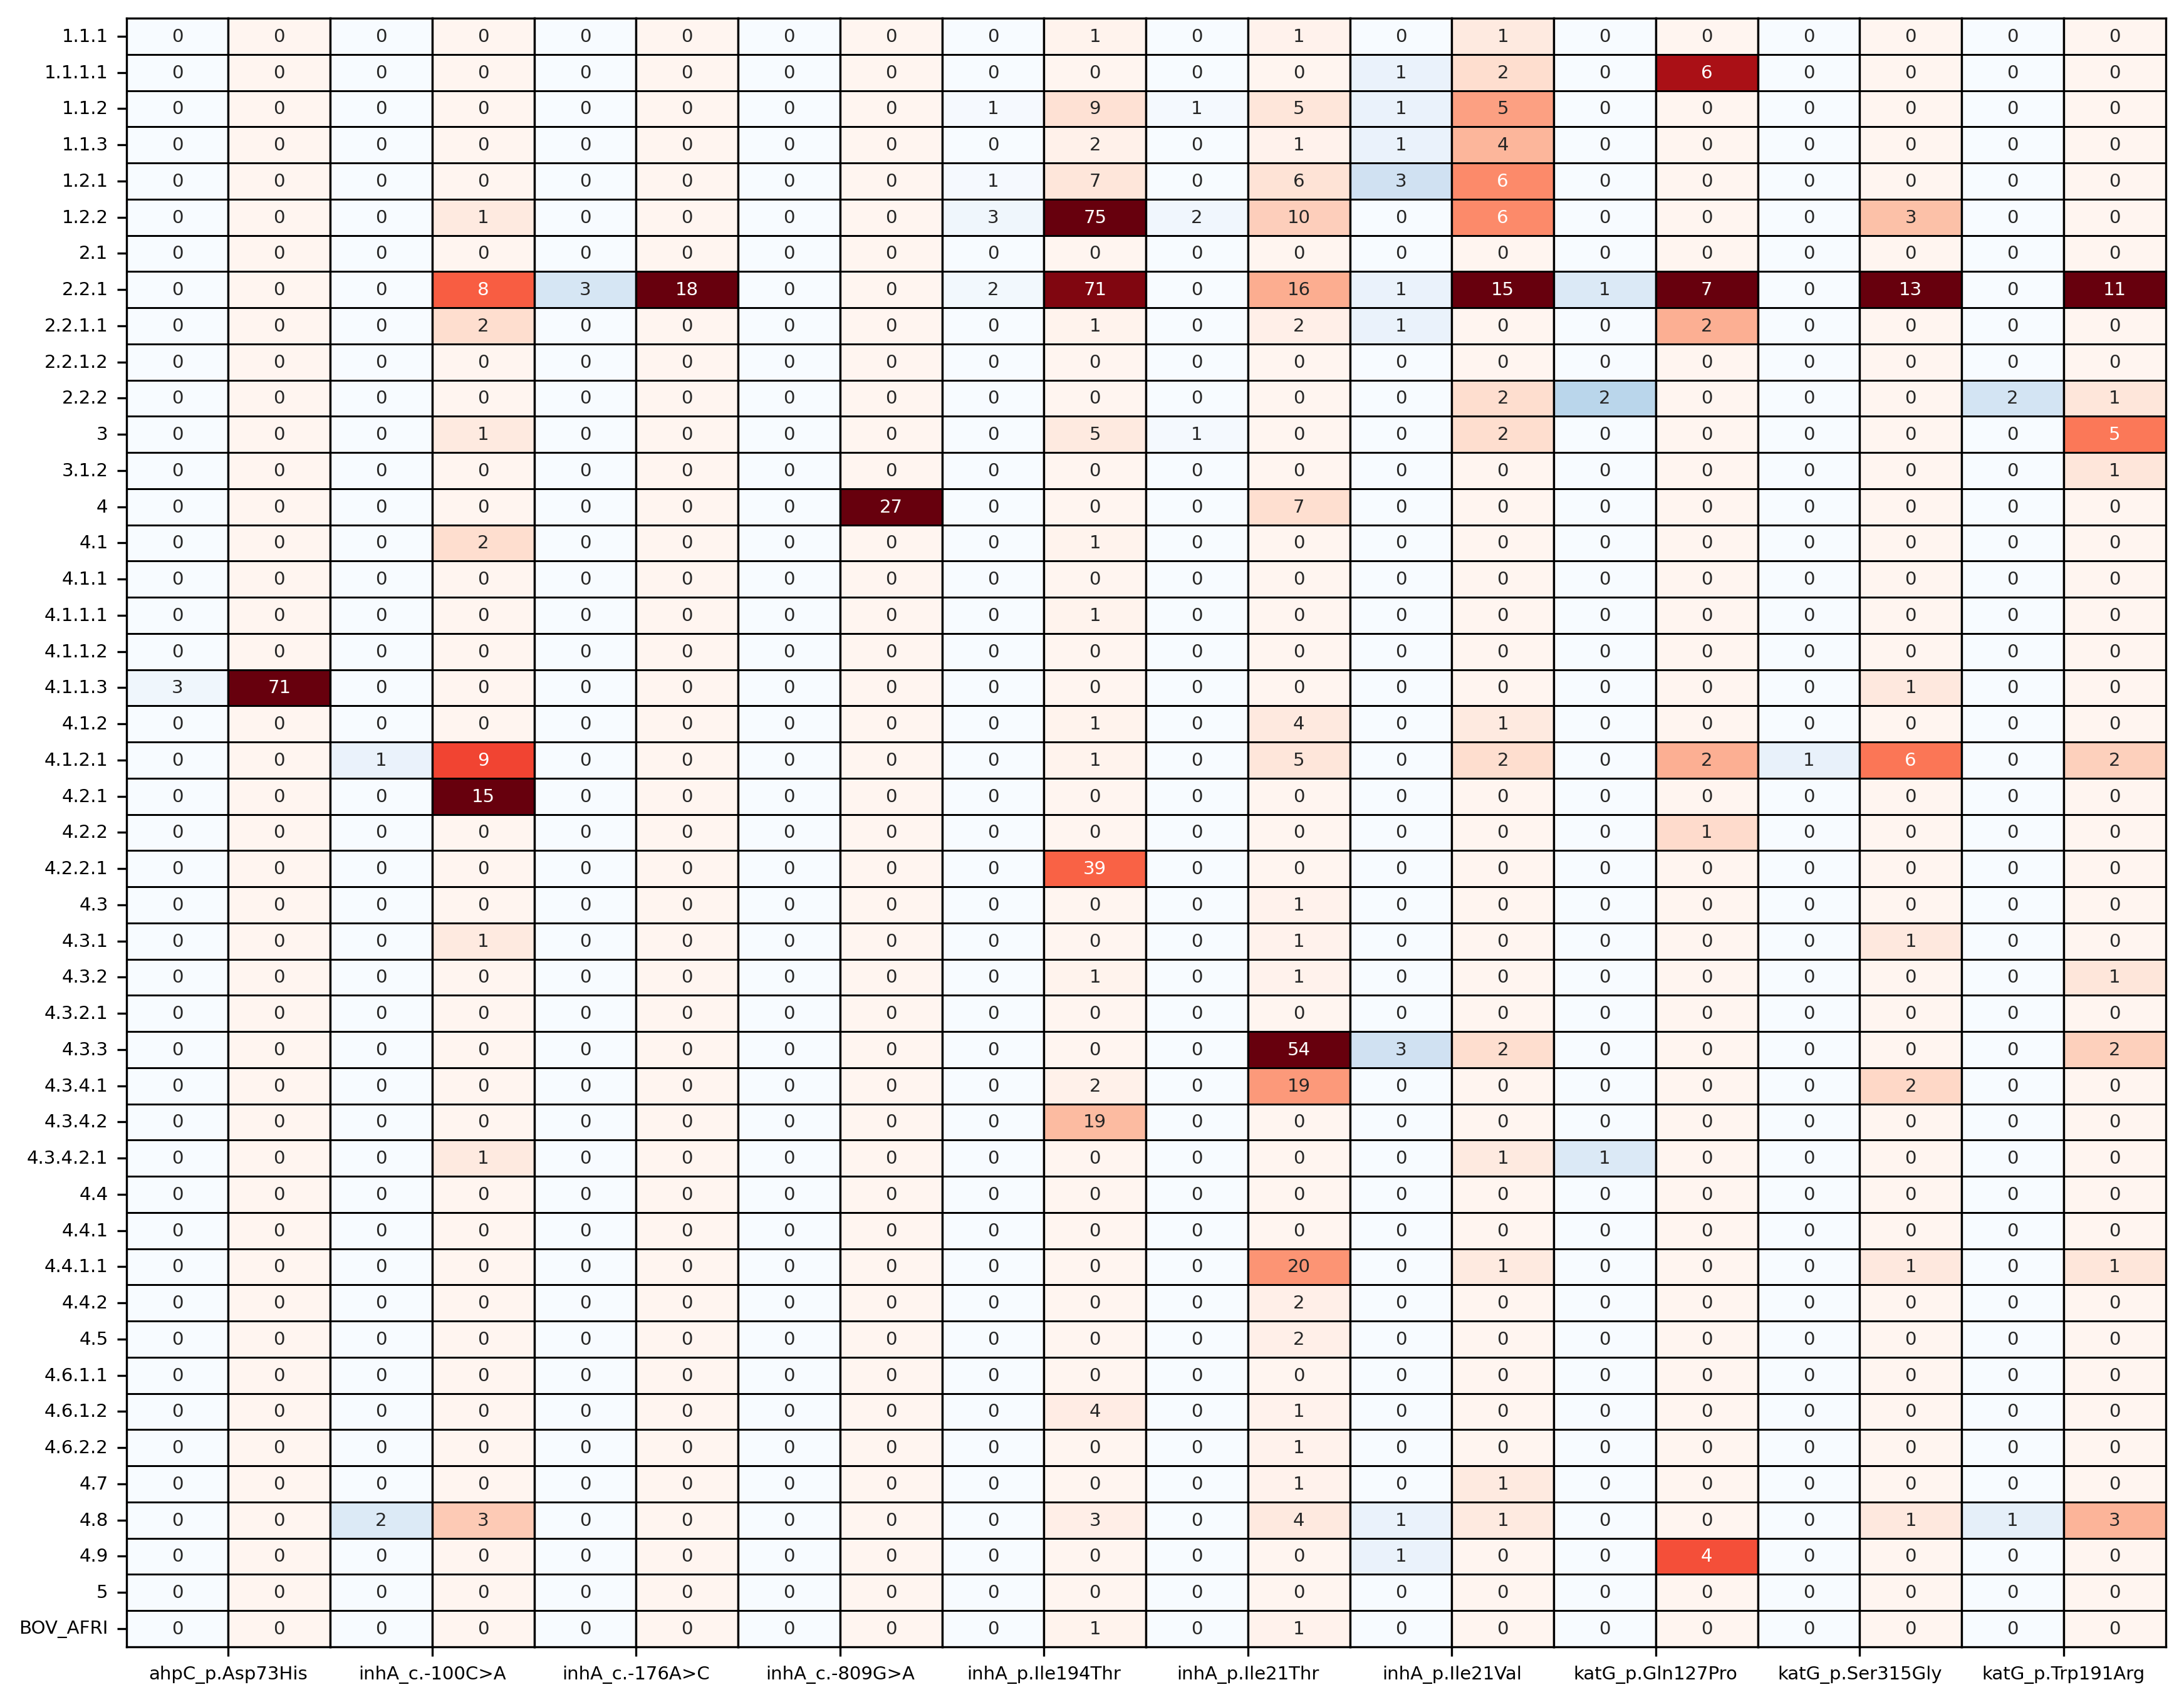 1.1.1 0 0 0 0 0 0 0 0 0 1 0 1 0 1 0 0 0 0 0 0
1.1.1.1 0 0 0 0 0 0 0 0 0 0 0 0 1 2 0 6 0 0 0 0
1.1.2 0 0 0 0 0 0 0 0 1 9 1 5 1 5 0 0 0 0 0 0
1.1.3 0 0 0 0 0 0 0 0 0 2 0 1 1 4 0 0 0 0 0 0
1.2.1 0 0 0 0 0 0 0 0 1 7 0 6 3 6 0 0 0 0 0 0
1.2.2 0 0 0 1 0 0 0 0 3 75 2 10 0 6 0 0 0 3 0 0
2.1 0 0 0 0 0 0 0 0 0 0 0 0 0 0 0 0 0 0 0 0
2.2.1 0 0 0 8 3 18 0 0 2 71 0 16 1 15 1 7 0 13 0 11
2.2.1.1 0 0 0 2 0 0 0 0 0 1 0 2 1 0 0 2 0 0 0 0
2.2.1.2 0 0 0 0 0 0 0 0 0 0 0 0 0 0 0 0 0 0 0 0
2.2.2 0 0 0 0 0 0 0 0 0 0 0 0 0 2 2 0 0 0 2 1
3 0 0 0 1 0 0 0 0 0 5 1 0 0 2 0 0 0 0 0 5
3.1.2 0 0 0 0 0 0 0 0 0 0 0 0 0 0 0 0 0 0 0 1
4 0 0 0 0 0 0 0 27 0 0 0 7 0 0 0 0 0 0 0 0
4.1 0 0 0 2 0 0 0 0 0 1 0 0 0 0 0 0 0 0 0 0
4.1.1 0 0 0 0 0 0 0 0 0 0 0 0 0 0 0 0 0 0 0 0
4.1.1.1 0 0 0 0 0 0 0 0 0 1 0 0 0 0 0 0 0 0 0 0
4.1.1.2 0 0 0 0 0 0 0 0 0 0 0 0 0 0 0 0 0 0 0 0
4.1.1.3 3 71 0 0 0 0 0 0 0 0 0 0 0 0 0 0 0 1 0 0
4.1.2 0 0 0 0 0 0 0 0 0 1 0 4 0 1 0 0 0 0 0 0
4.1.2.1 0 0 1 9 0 0 0 0 0 1 0 5 0 2 0 2 1 6 0 2
4.2.1 0 0 0 15 0 0 0 0 0 0 0 0 0 0 0 0 0 0 0 0
4.2.2 0 0 0 0 0 0 0 0 0 0 0 0 0 0 0 1 0 0 0 0
4.2.2.1 0 0 0 0 0 0 0 0 0 39 0 0 0 0 0 0 0 0 0 0
4.3 0 0 0 0 0 0 0 0 0 0 0 1 0 0 0 0 0 0 0 0
4.3.1 0 0 0 1 0 0 0 0 0 0 0 1 0 0 0 0 0 1 0 0
4.3.2 0 0 0 0 0 0 0 0 0 1 0 1 0 0 0 0 0 0 0 1
4.3.2.1 0 0 0 0 0 0 0 0 0 0 0 0 0 0 0 0 0 0 0 0
4.3.3 0 0 0 0 0 0 0 0 0 0 0 54 3 2 0 0 0 0 0 2
4.3.4.1 0 0 0 0 0 0 0 0 0 2 0 19 0 0 0 0 0 2 0 0
4.3.4.2 0 0 0 0 0 0 0 0 0 19 0 0 0 0 0 0 0 0 0 0
4.3.4.2.1 0 0 0 1 0 0 0 0 0 0 0 0 0 1 1 0 0 0 0 0
4.4 0 0 0 0 0 0 0 0 0 0 0 0 0 0 0 0 0 0 0 0
4.4.1 0 0 0 0 0 0 0 0 0 0 0 0 0 0 0 0 0 0 0 0
4.4.1.1 0 0 0 0 0 0 0 0 0 0 0 20 0 1 0 0 0 1 0 1
4.4.2 0 0 0 0 0 0 0 0 0 0 0 2 0 0 0 0 0 0 0 0
4.5 0 0 0 0 0 0 0 0 0 0 0 2 0 0 0 0 0 0 0 0
4.6.1.1 0 0 0 0 0 0 0 0 0 0 0 0 0 0 0 0 0 0 0 0
4.6.1.2 0 0 0 0 0 0 0 0 0 4 0 1 0 0 0 0 0 0 0 0
4.6.2.2 0 0 0 0 0 0 0 0 0 0 0 1 0 0 0 0 0 0 0 0
4.7 0 0 0 0 0 0 0 0 0 0 0 1 0 1 0 0 0 0 0 0
4.8 0 0 2 3 0 0 0 0 0 3 0 4 1 1 0 0 0 1 1 3
4.9 0 0 0 0 0 0 0 0 0 0 0 0 1 0 0 4 0 0 0 0
5 0 0 0 0 0 0 0 0 0 0 0 0 0 0 0 0 0 0 0 0
BOV_AFRI 0 0 0 0 0 0 0 0 0 1 0 1 0 0 0 0 0 0 0 0
ahpC_p.Asp73His inhA_c.-100C>A inhA_c.-176A>C inhA_c.-809G>A inhA_p.Ile194Thr inhA_p.Ile21Thr inhA_p.Ile21Val katG_p.Gln127Pro katG_p.Ser315Gly katG_p.Trp191Arg